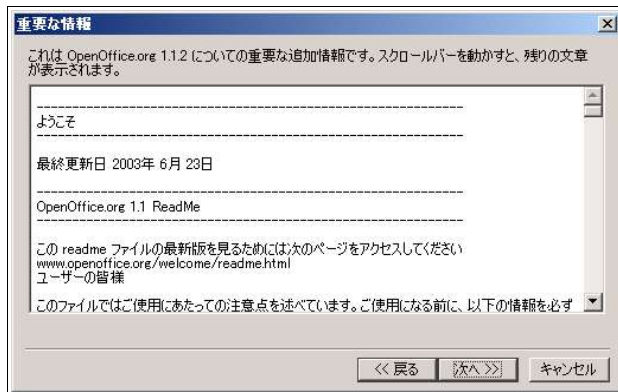 重要な情報
これは OpenOffice.org 1.1.2 についての重要な追加情報です。スクロールバーを動かすと、残りの文章
が表示されます。
----------------------------------------------------------------------
ようこそ
----------------------------------------------------------------------
最終更新日 2003年 6月 23日
----------------------------------------------------------------------
OpenOffice.org 1.1 ReadMe
----------------------------------------------------------------------
この readme ファイルの最新版を見るためには次のページをアクセスしてください
www.openoffice.org/welcome/readme.html
ユーザーの皆様
このファイルではご使用にあたっての注意点を述べています。ご使用になる前に、以下の情報を必ず
<< 戻る
次へ >>
キャンセル